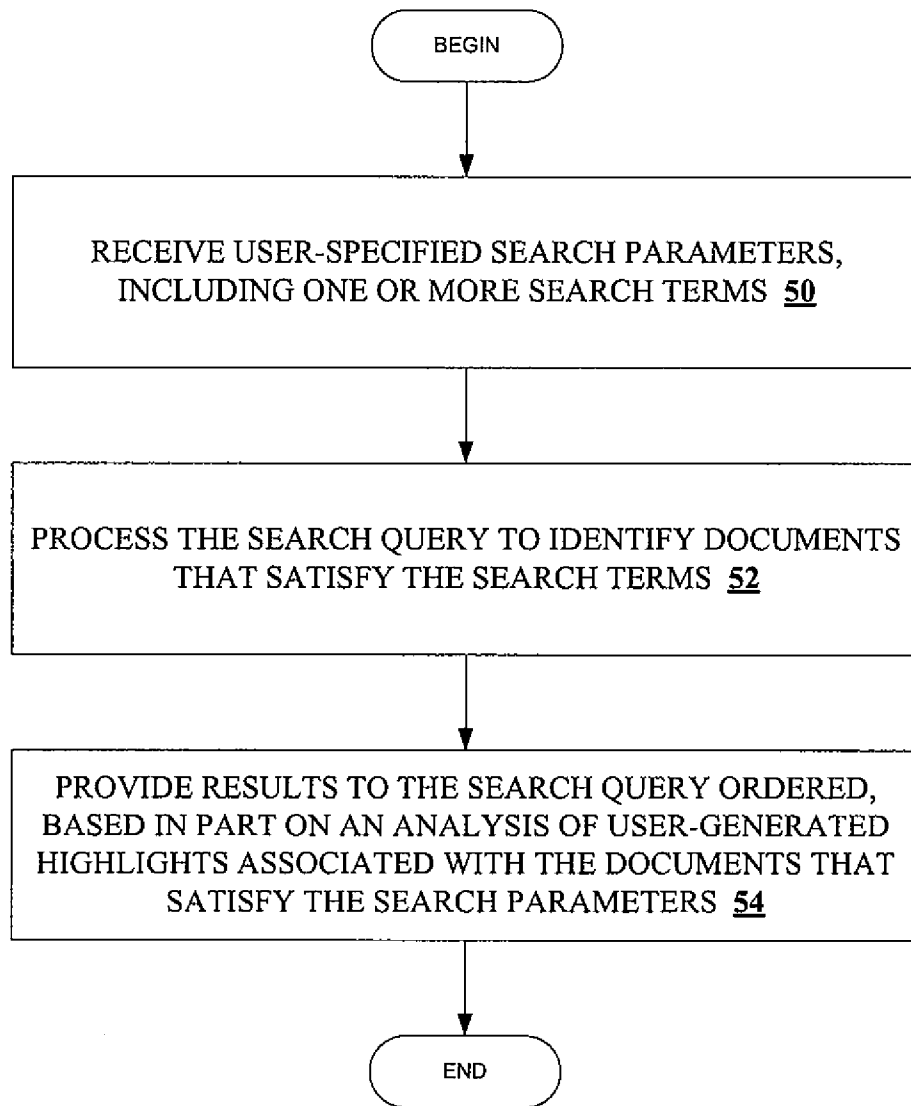 BEGIN
RECEIVE USER-SPECIFIED SEARCH PARAMETERS,
INCLUDING ONE OR MORE SEARCH TERMS 50
PROCESS THE SEARCH QUERY TO IDENTIFY DOCUMENTS
THAT SATISFY THE SEARCH TERMS 52
PROVIDE RESULTS TO THE SEARCH QUERY ORDERED,
BASED IN PART ON AN ANALYSIS OF USER-GENERATED
HIGHLIGHTS ASSOCIATED WITH THE DOCUMENTS THAT
SATISFY THE SEARCH PARAMETERS 54
END